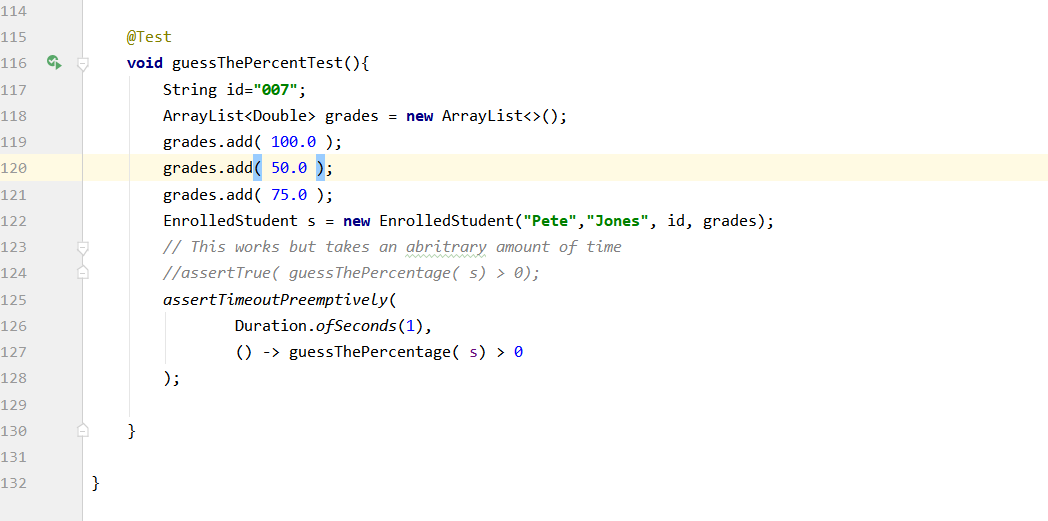 114
115 @Test
116 void guessThePercentTest(){
117 String id="007";
118 ArrayList<Double> grades = new ArrayList<>();
119 grades.add( 100.0 );
120 grades.add( 50.0 );
121 grades.add( 75.0 );
122 EnrolledStudent s = new EnrolledStudent("Pete","Jones", id, grades);
123 // This works but takes an abritrary amount of time
124 //assertTrue( guessThePercentage( s) > 0);
125 assertTimeoutPreemptively(
126 Duration.ofSeconds(1),
127 () -> guessThePercentage( s) > 0
128 );
129
130 }
131
132 }